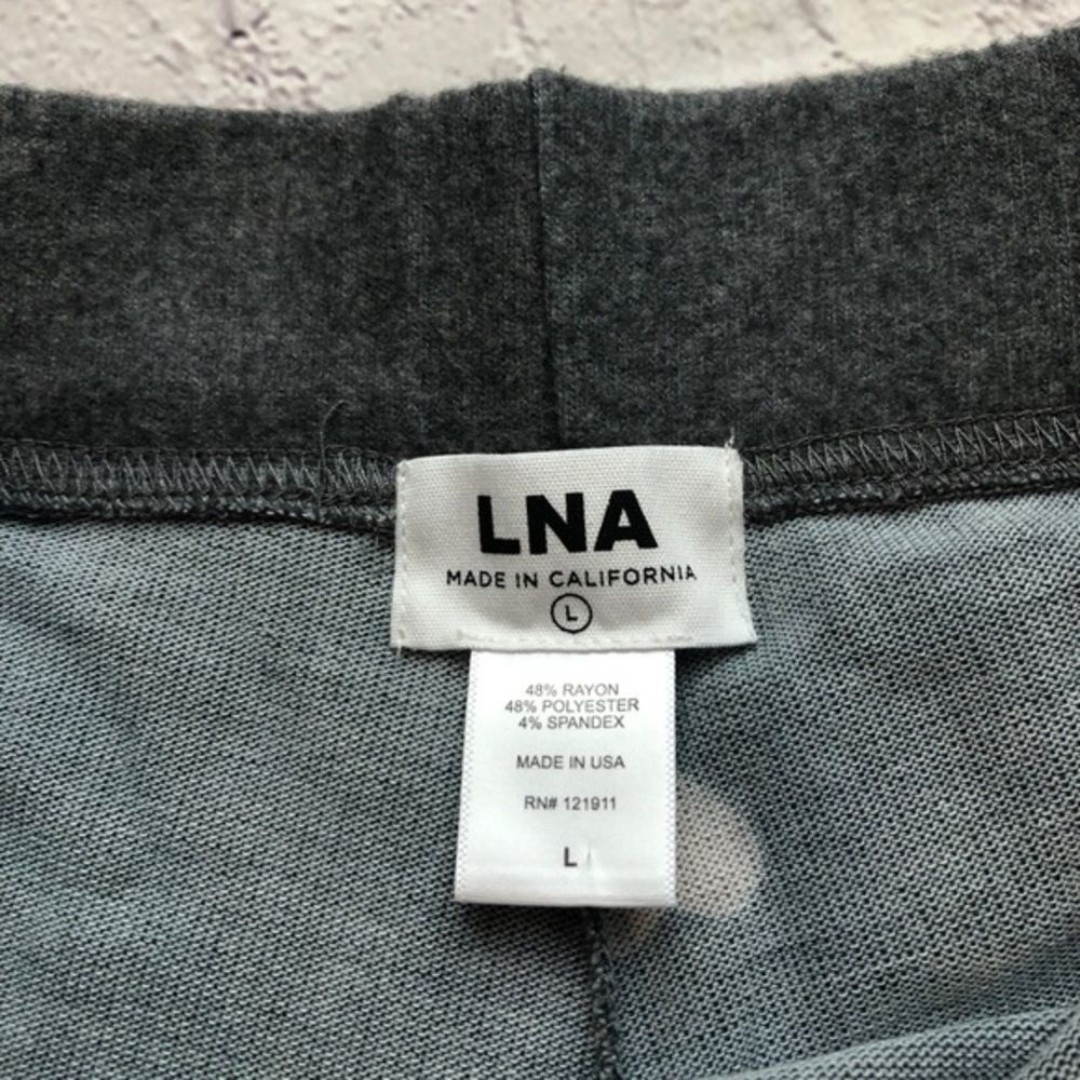 LNA
MADE IN CALIFORNIA
L
48% RAYON
48% POLYESTER
4% SPANDEX
MADE IN USA
RN# 121911
L